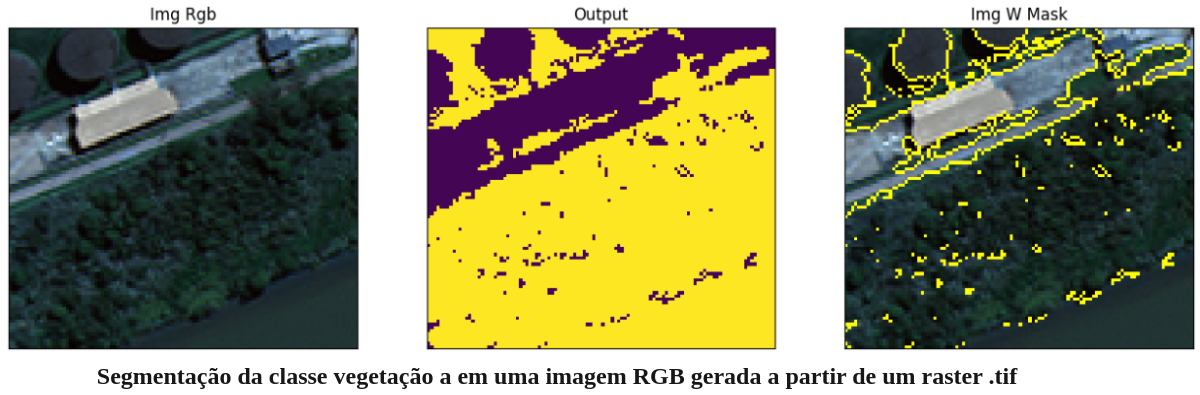 Img Rgb
Output
Img W Mask
Segmentação da classe vegetação a em uma imagem RGB gerada a partir de um raster .tif